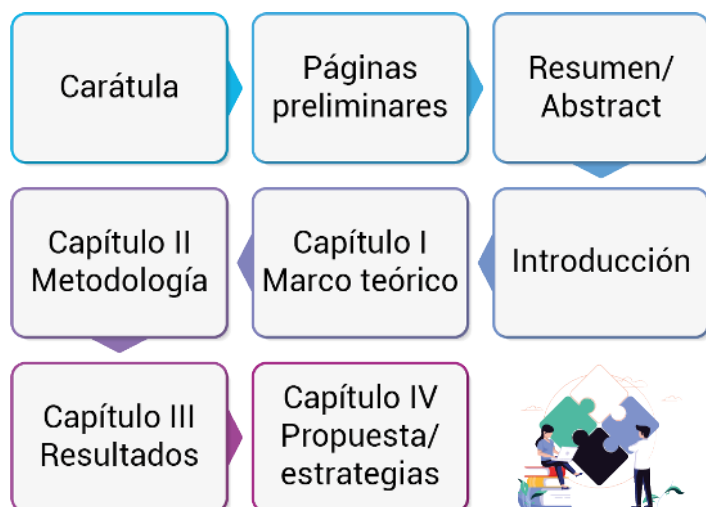 Carátula
Páginas
preliminares
Resumen/
Abstract
Introducción
Capítulo I
Marco teórico
Capítulo II
Metodología
Capítulo III
Resultados
Capítulo IV
Propuesta/
estrategias